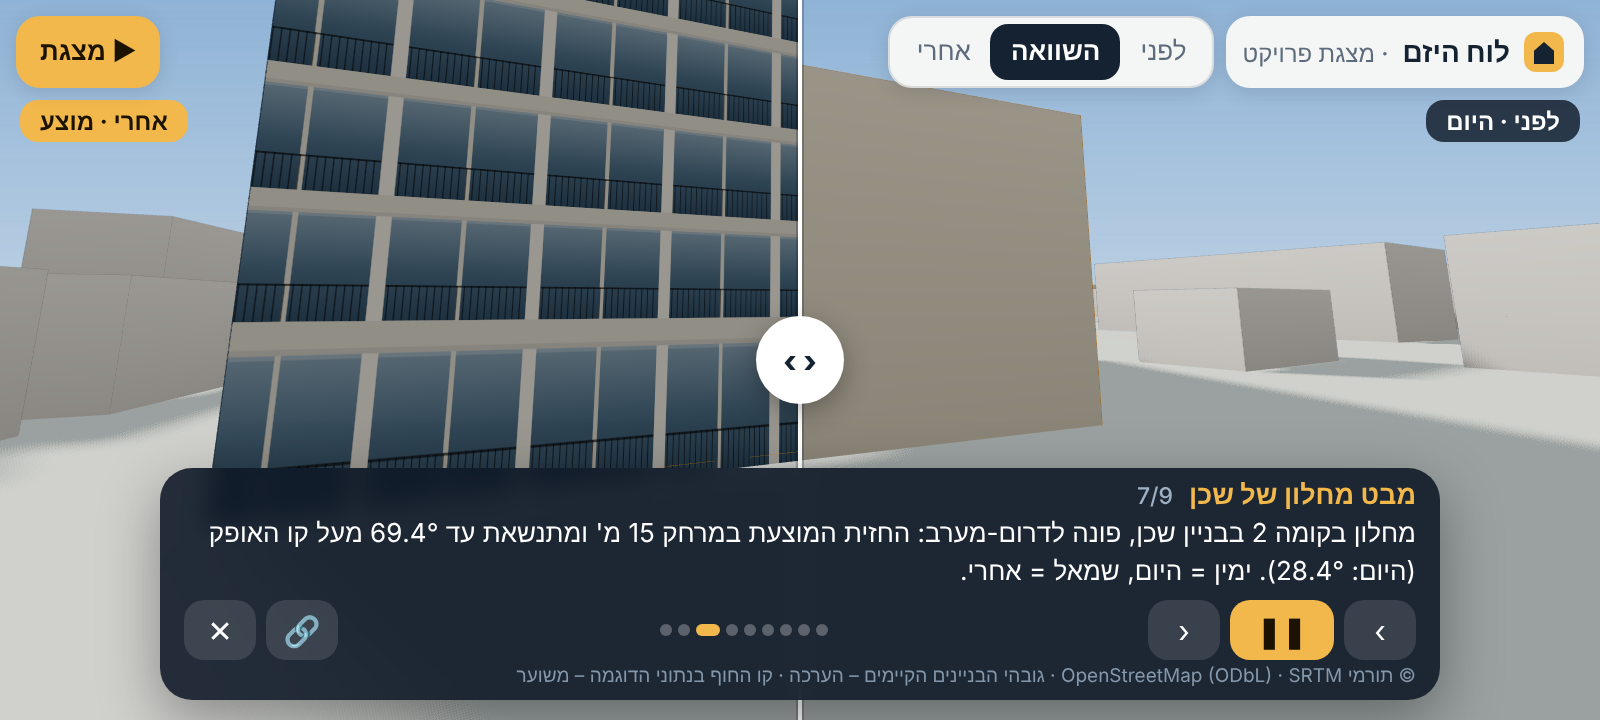 לוח היזם · מצגת פרויקט
לפני
השוואה
אחרי
▶ מצגת
לפני · היום
אחרי · מוצע
מבט מחלון של שכן 7/9
מחלון בקומה 2 בבניין שכן, פונה לדרום-מערב: החזית המוצעת במרחק 15 מ' ומתנשאת עד 69.4° מעל קו האופק
(היום: 28.4°). ימין = היום, שמאל = אחרי.
© תורמי OpenStreetMap (ODbL) · SRTM · גובהי הבניינים הקיימים – הערכה · קו החוף בנתוני הדוגמה – משוער